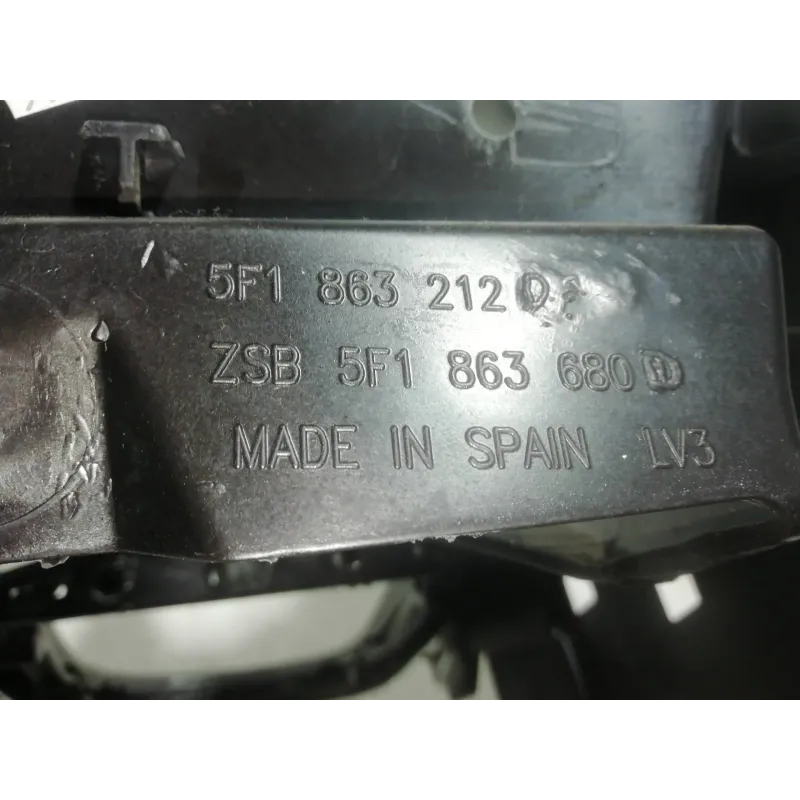 T
5F1 863 212 D
ZSB 5F1 863 680
MADE IN SPAIN LV3